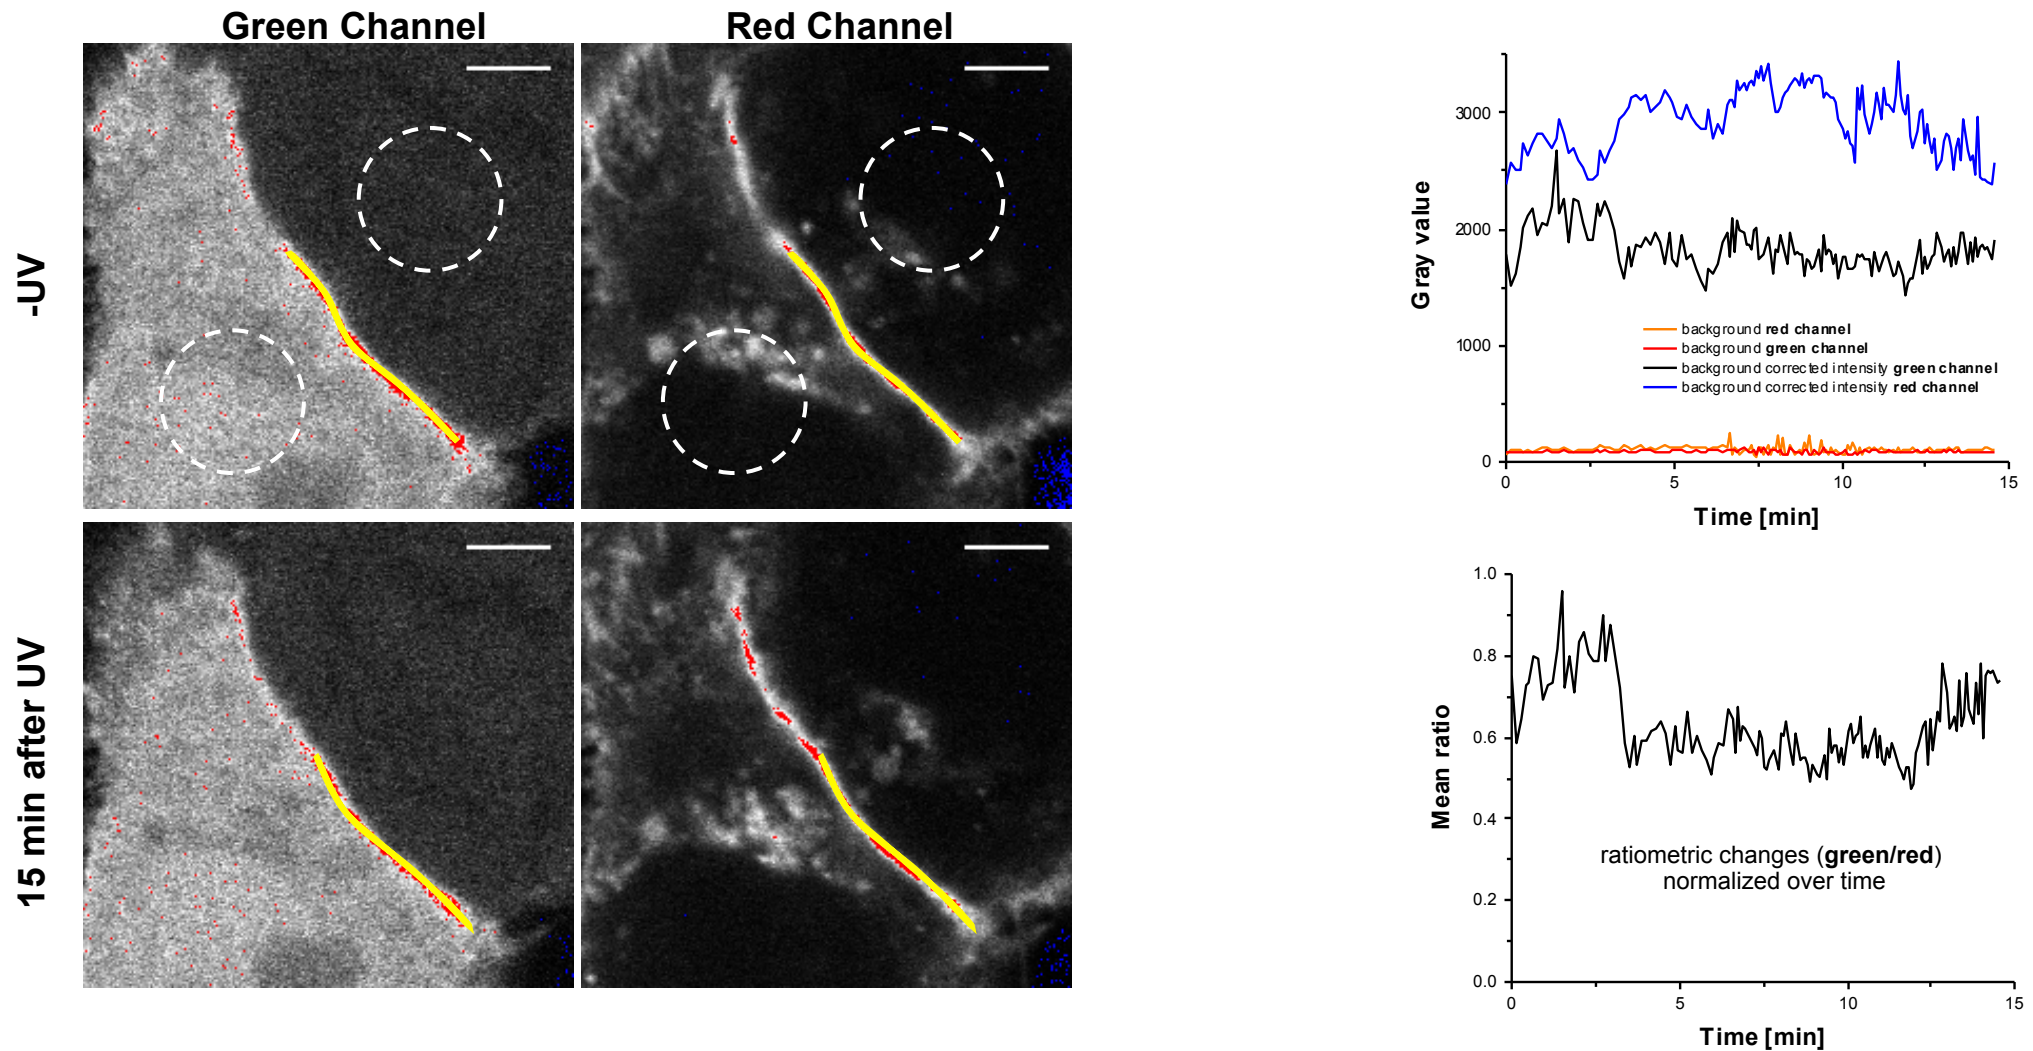 Green Channel
Red Channel
-UV
15 min after UV
Gray value
3000
2000
1000
0
background red channel
background green channel
background corrected intensity green channel
background corrected intensity red channel
0
5
10
15
Time [min]
Mean ratio
1.0
0.8
0.6
0.4
0.2
0.0
ratiometric changes (green/red)
normalized over time
0
5
10
15
Time [min]